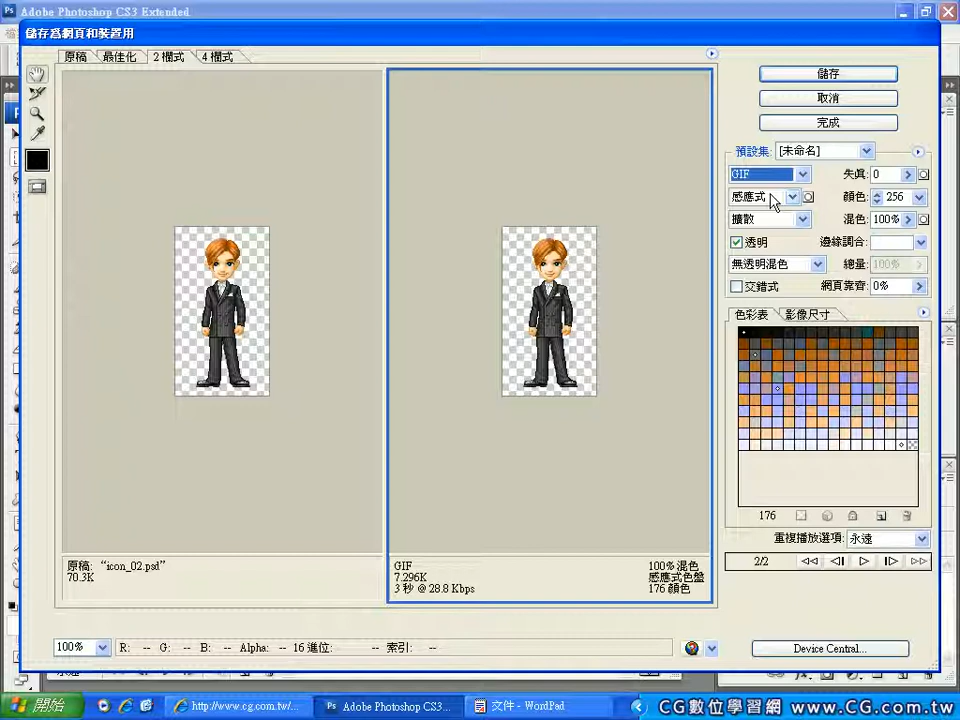 Adobe Photoshop CS3 Extended
儲存為網頁和裝置用
原稿 最佳化 2 欄式 4 欄式
儲存
取消
完成
預設集: [未命名]
GIF 失真: 0
感應式 顏色: 256
擴散 混色: 100%
透明 邊緣調合:
無透明混色 總量: 100%
交錯式 網頁靠齊: 0%
色彩表 影像尺寸
176
重複播放選項: 永遠
2/2
原稿: “icon_02.psd”
70.3K
GIF 100% 混色
7.296K 感應式色盤
3 秒 @ 28.8 Kbps 176 顏色
100% R: -- G: -- B: -- Alpha: -- 16 進位: -- 索引: --
Device Central...
開始 http://www.cg.com.tw/... Adobe Photoshop CS3... 文件 - WordPad CG數位學習網 www.CG.com.tw